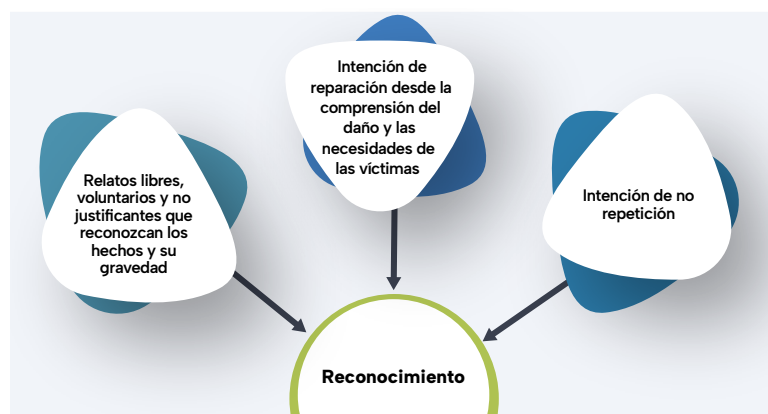 Relatos libres,
voluntarios y no
justificantes que
reconozcan los
hechos y su
gravedad
Intención de
reparación desde la
comprensión del
daño y las
necesidades de
las víctimas
Intención de no
repetición
Reconocimiento